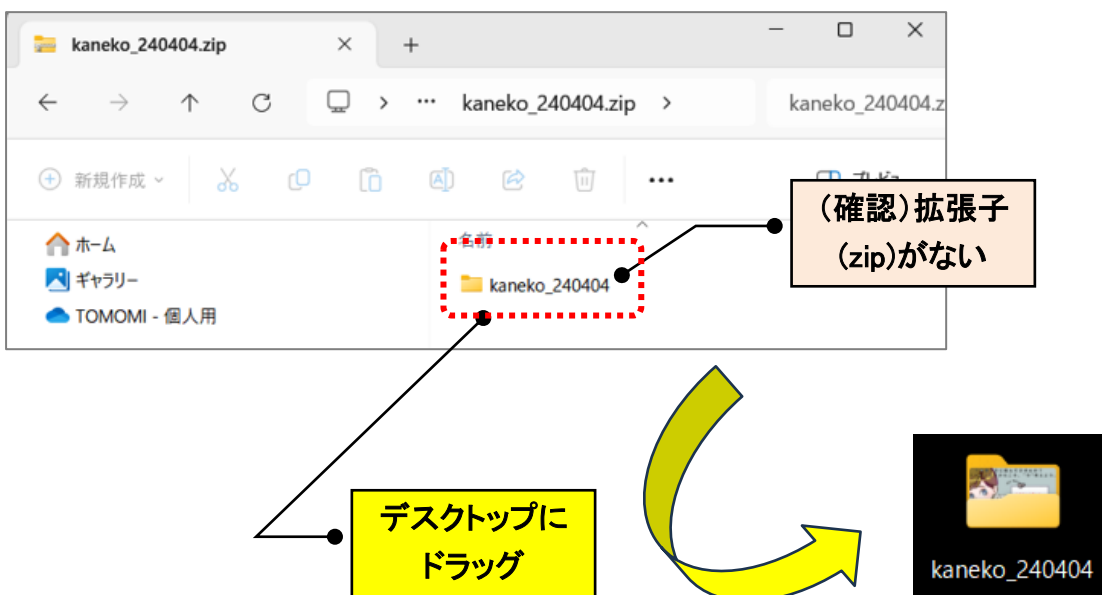 kaneko_240404.zip
kaneko_240404.zip
kaneko_240404.z
新規作成
(確認)拡張子
(zip)がない
ホーム
名前
ギャラリー
kaneko_240404
TOMOMI - 個人用
デスクトップに
ドラッグ
kaneko_240404